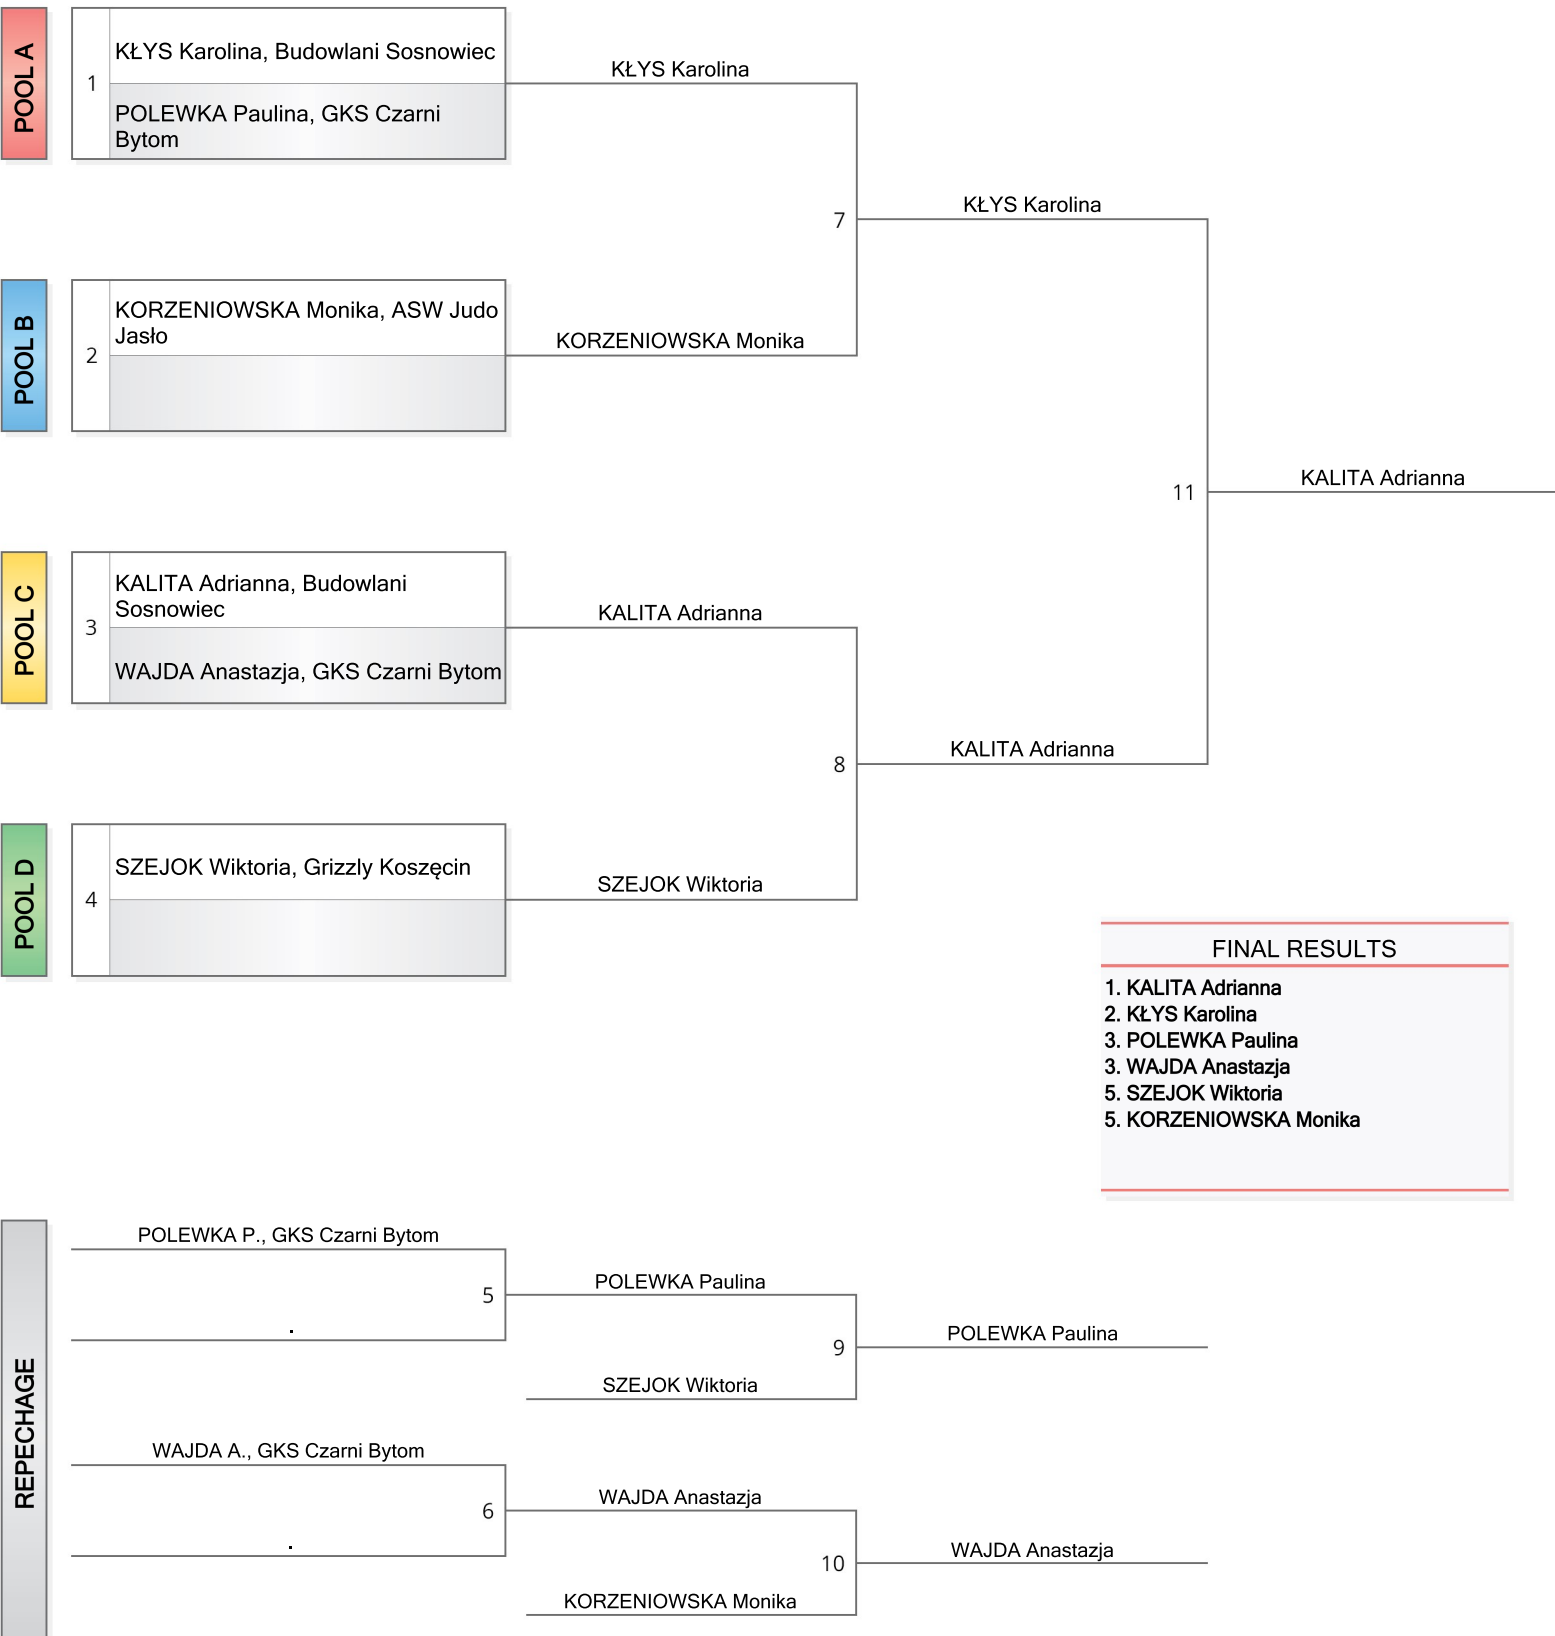 POOL A
1
KŁYS Karolina, Budowlani Sosnowiec
POLEWKA Paulina, GKS Czarni
Bytom
KŁYS Karolina
7
KŁYS Karolina
POOL B
2
KORZENIOWSKA Monika, ASW Judo
Jasło
KORZENIOWSKA Monika
11
KALITA Adrianna
POOL C
3
KALITA Adrianna, Budowlani
Sosnowiec
WAJDA Anastazja, GKS Czarni Bytom
KALITA Adrianna
8
KALITA Adrianna
POOL D
4
SZEJOK Wiktoria, Grizzly Koszęcin
SZEJOK Wiktoria
FINAL RESULTS
1. KALITA Adrianna
2. KŁYS Karolina
3. POLEWKA Paulina
3. WAJDA Anastazja
5. SZEJOK Wiktoria
5. KORZENIOWSKA Monika
REPECHAGE
POLEWKA P., GKS Czarni Bytom
5
.
POLEWKA Paulina
9
SZEJOK Wiktoria
POLEWKA Paulina
WAJDA A., GKS Czarni Bytom
6
.
WAJDA Anastazja
10
KORZENIOWSKA Monika
WAJDA Anastazja